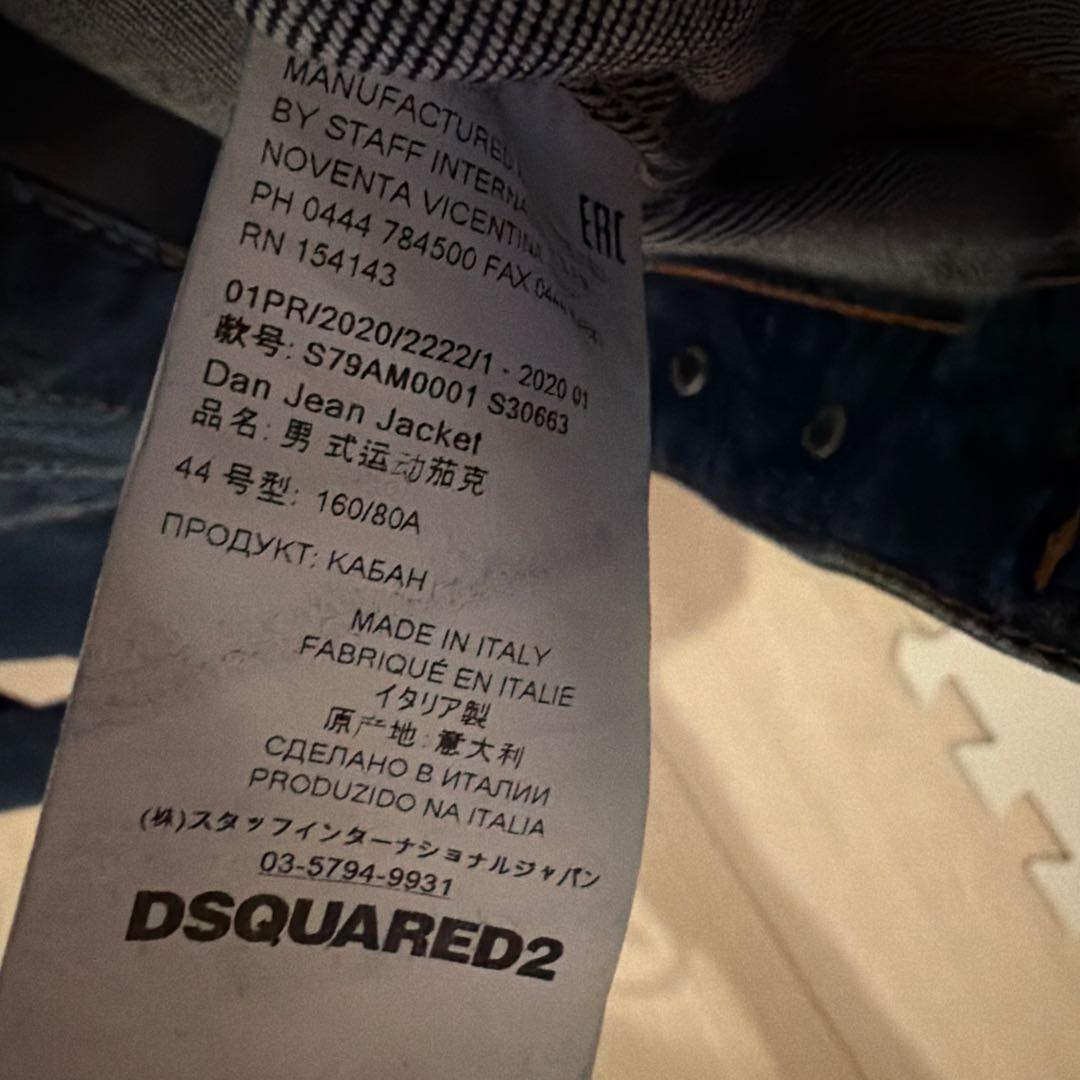 MANUFACTURED
BY STAFF
NOVENTA VICENTINA
PH 0444 784500 FAX
RN 154143
EAC
01PR/2020/2222/1 - 2020 01
款号: S79AM0001 S30663
Dan Jean Jacket
品名: 男 式运动茄克
44 号型: 160/80A
ПРОДУКТ: КАБАН
MADE IN ITALY
FABRIQUÉ EN ITALIE
イタリア製
原产地: 意大利
СДЕЛАНО В ИТАЛИИ
PRODUZIDO NA ITALIA
(株)スタッフインターナショナルジャパン
03-5794-9931
DSQUARED2